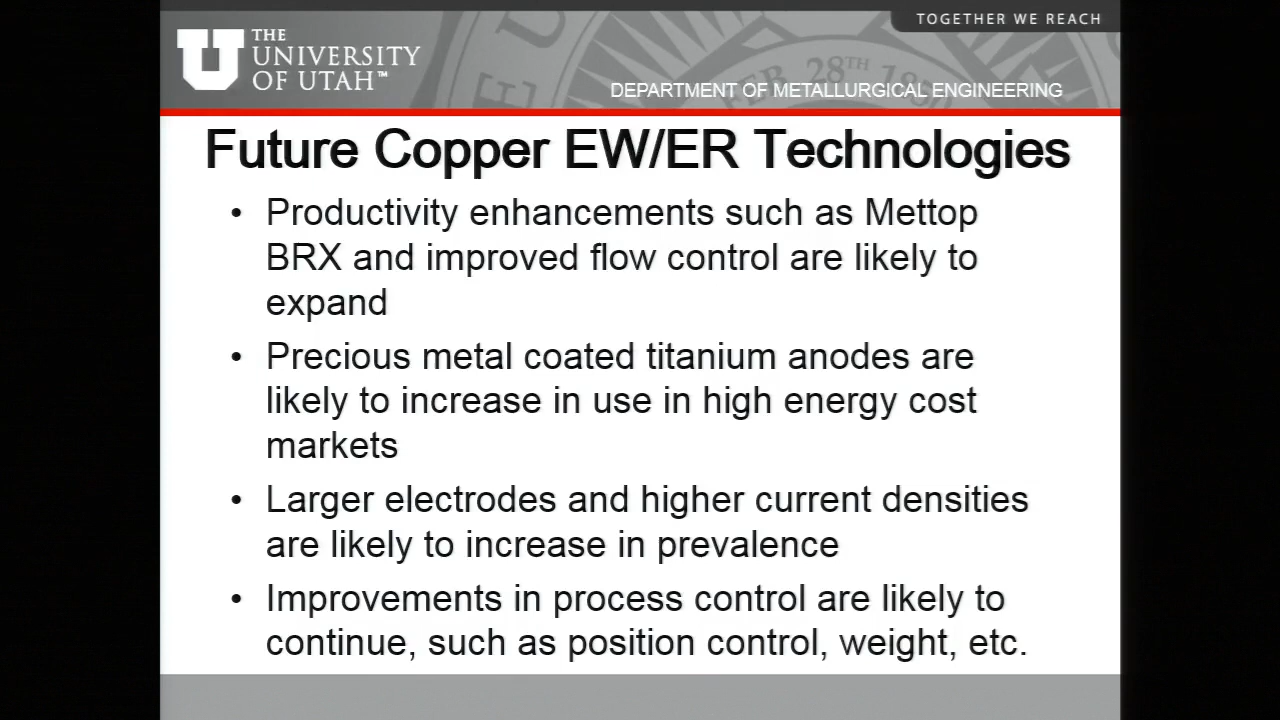 TOGETHER WE REACH
THE
UNIVERSITY
OF UTAH™
FEB. 28TH 1850
DEPARTMENT OF METALLURGICAL ENGINEERING
Future Copper EW/ER Technologies
• Productivity enhancements such as Mettop
BRX and improved flow control are likely to
expand
• Precious metal coated titanium anodes are
likely to increase in use in high energy cost
markets
• Larger electrodes and higher current densities
are likely to increase in prevalence
• Improvements in process control are likely to
continue, such as position control, weight, etc.